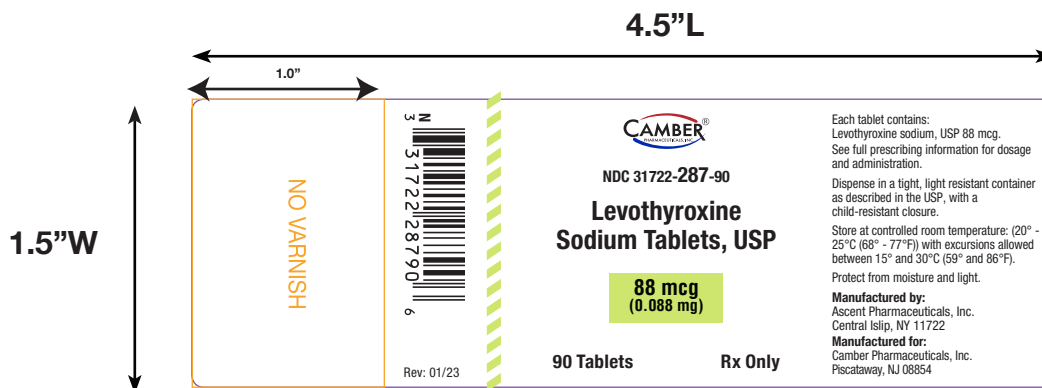 4.5”L
1.0”
1.5”W
NO VARNISH
N
3
31722 28790
6
Rev: 01/23
CAMBER®
PHARMACEUTICALS, INC
NDC 31722-287-90
Levothyroxine
Sodium Tablets, USP
88 mcg
(0.088 mg)
90 Tablets
Rx Only
Each tablet contains:
Levothyroxine sodium, USP 88 mcg.
See full prescribing information for dosage
and administration.
Dispense in a tight, light resistant container
as described in the USP, with a
child-resistant closure.
Store at controlled room temperature: (20° -
25°C (68° - 77°F)) with excursions allowed
between 15° and 30°C (59° and 86°F).
Protect from moisture and light.
Manufactured by:
Ascent Pharmaceuticals, Inc.
Central Islip, NY 11722
Manufactured for:
Camber Pharmaceuticals, Inc.
Piscataway, NJ 08854